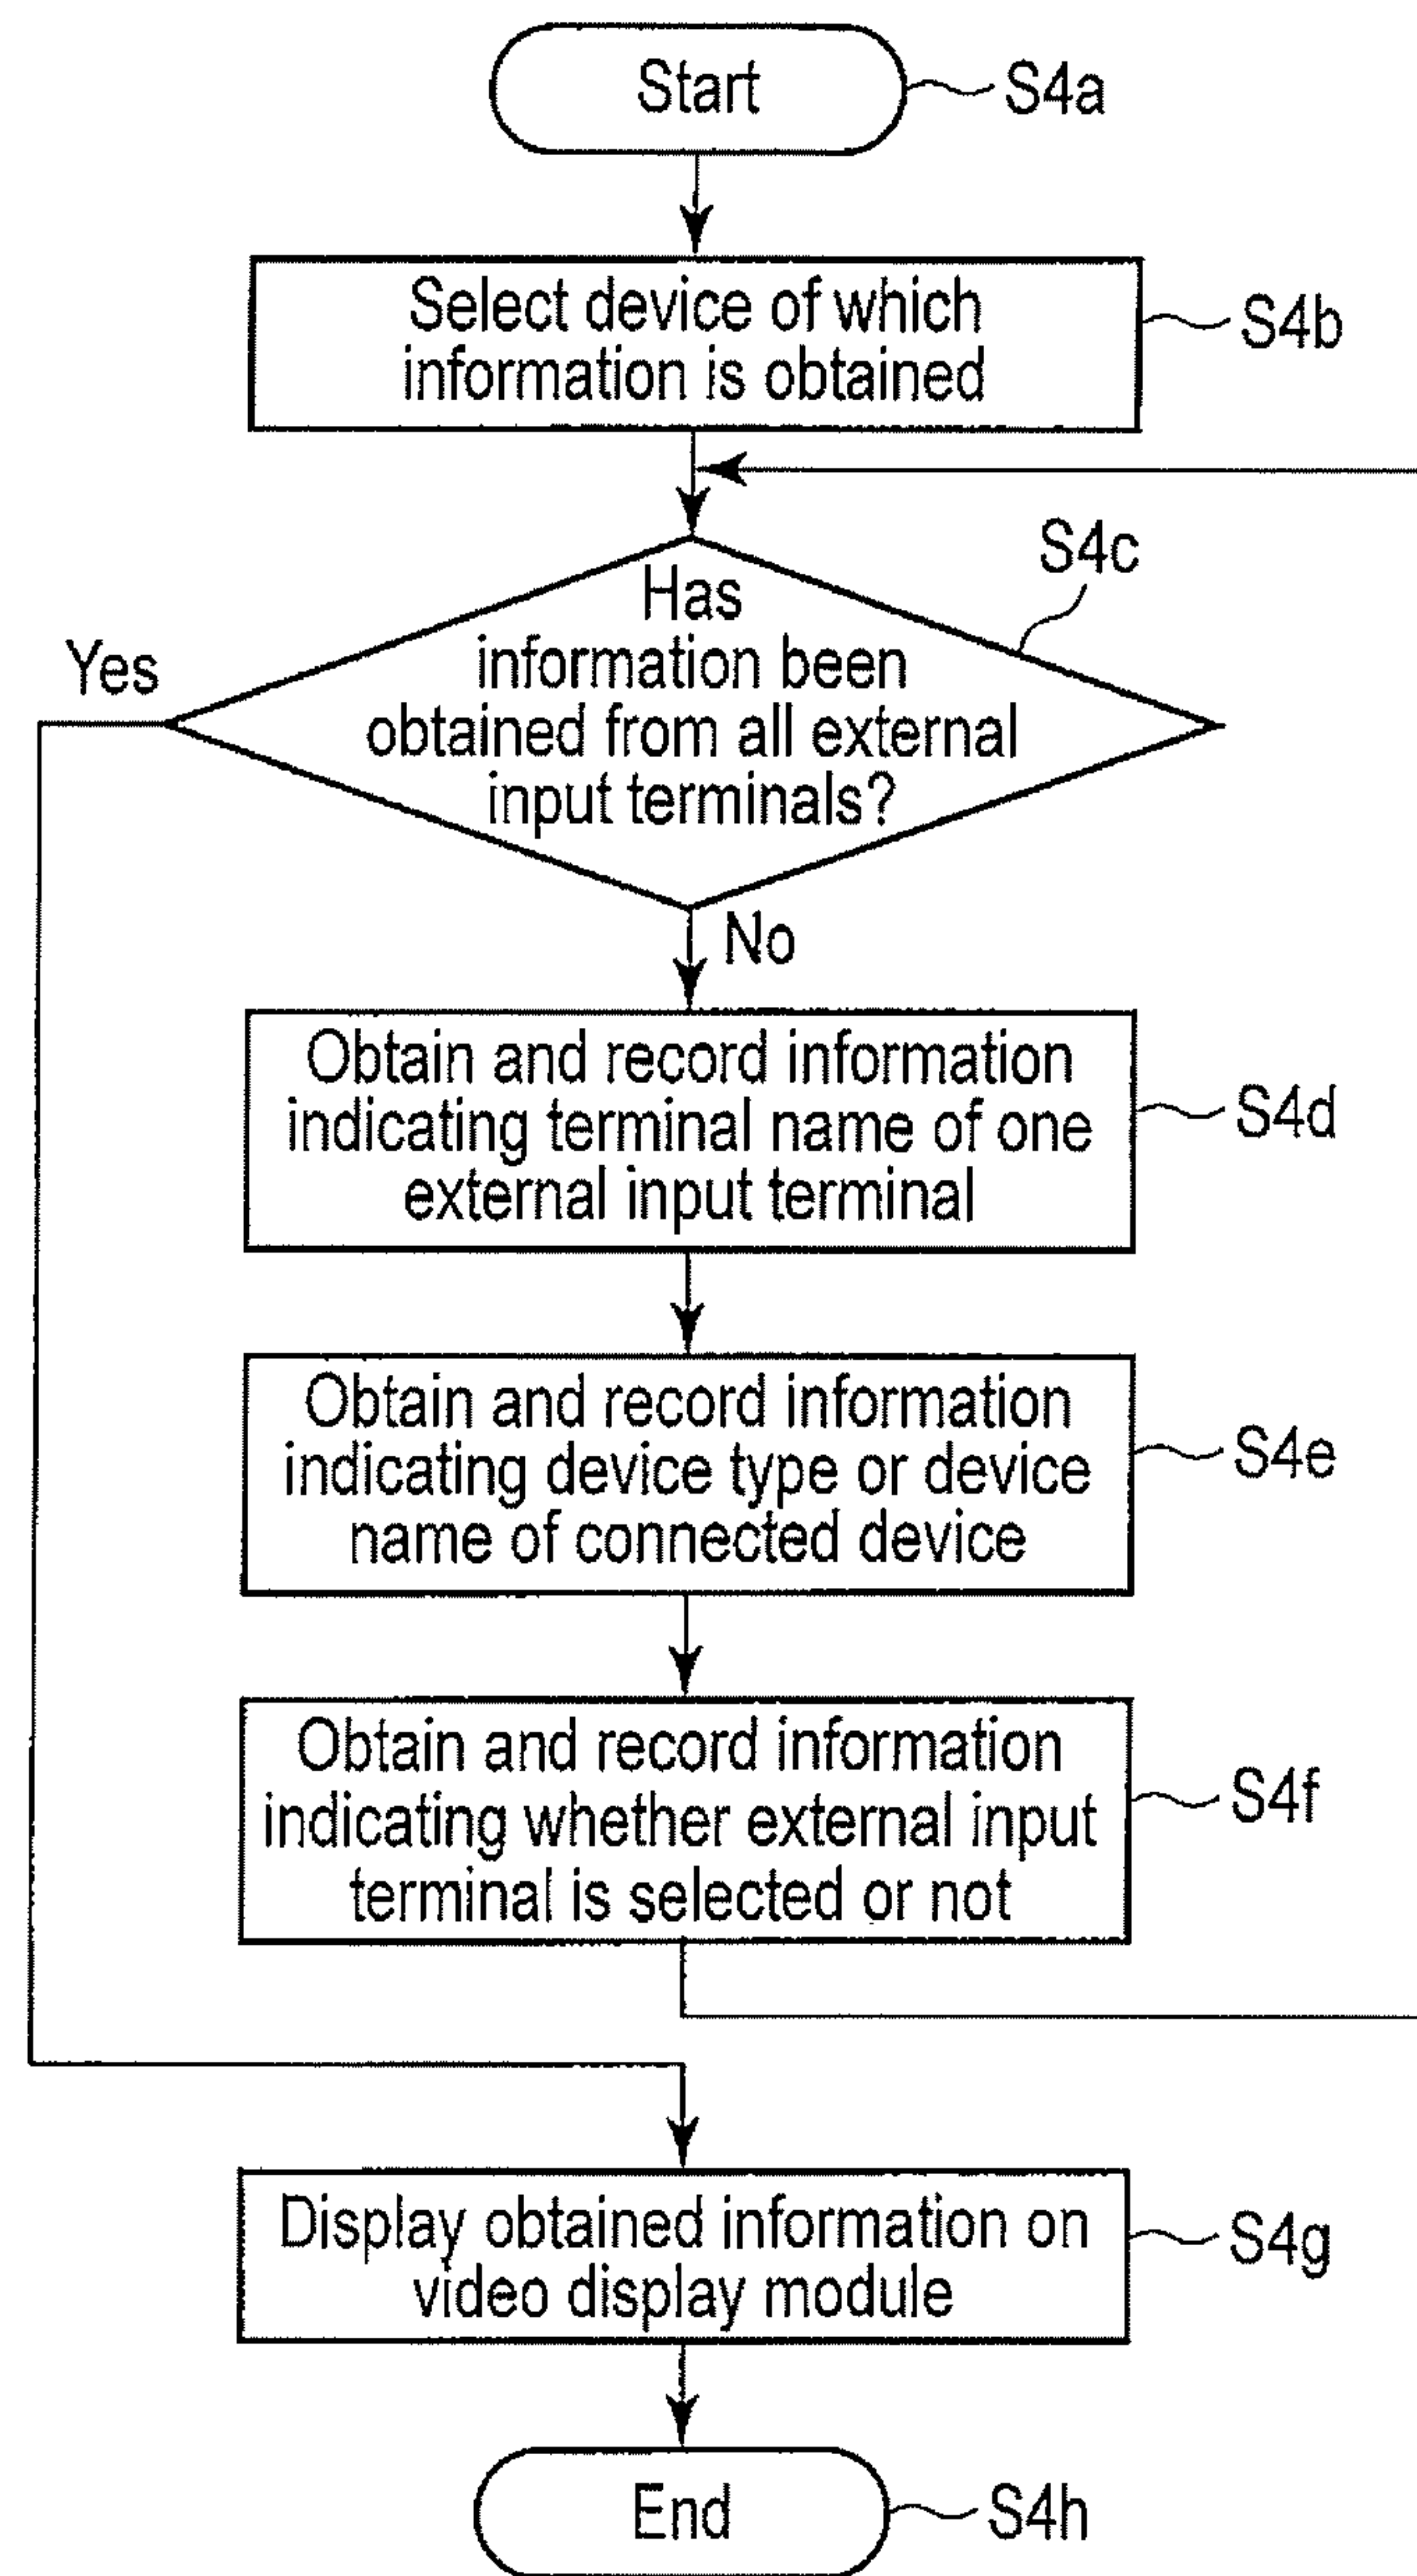 Start
S4a
Select device of which
information is obtained
S4b
S4c
Has
information been
obtained from all external
input terminals?
Yes
No
Obtain and record information
indicating terminal name of one
external input terminal
S4d
Obtain and record information
indicating device type or device
name of connected device
S4e
Obtain and record information
indicating whether external input
terminal is selected or not
S4f
Display obtained information on
video display module
S4g
End
S4h